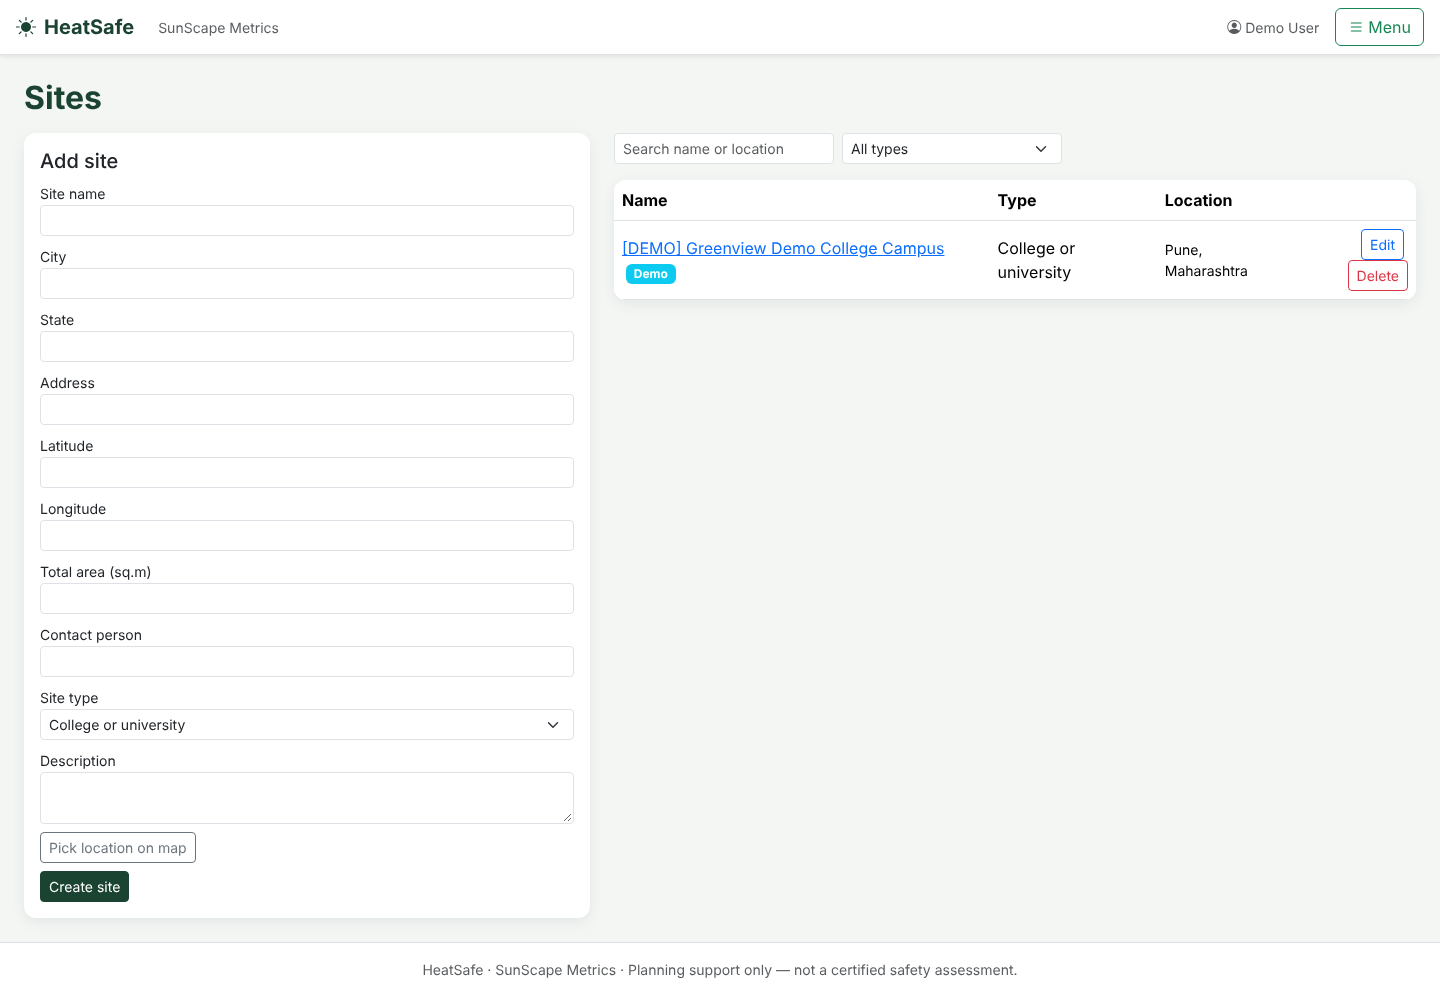 HeatSafe SunScape Metrics Demo User Menu
Sites
Add site
Site name
City
State
Address
Latitude
Longitude
Total area (sq.m)
Contact person
Site type
College or university
Description
Pick location on map
Create site
Search name or location All types
Name Type Location
[DEMO] Greenview Demo College Campus
Demo
College or
university
Pune,
Maharashtra
Edit
Delete
HeatSafe · SunScape Metrics · Planning support only — not a certified safety assessment.